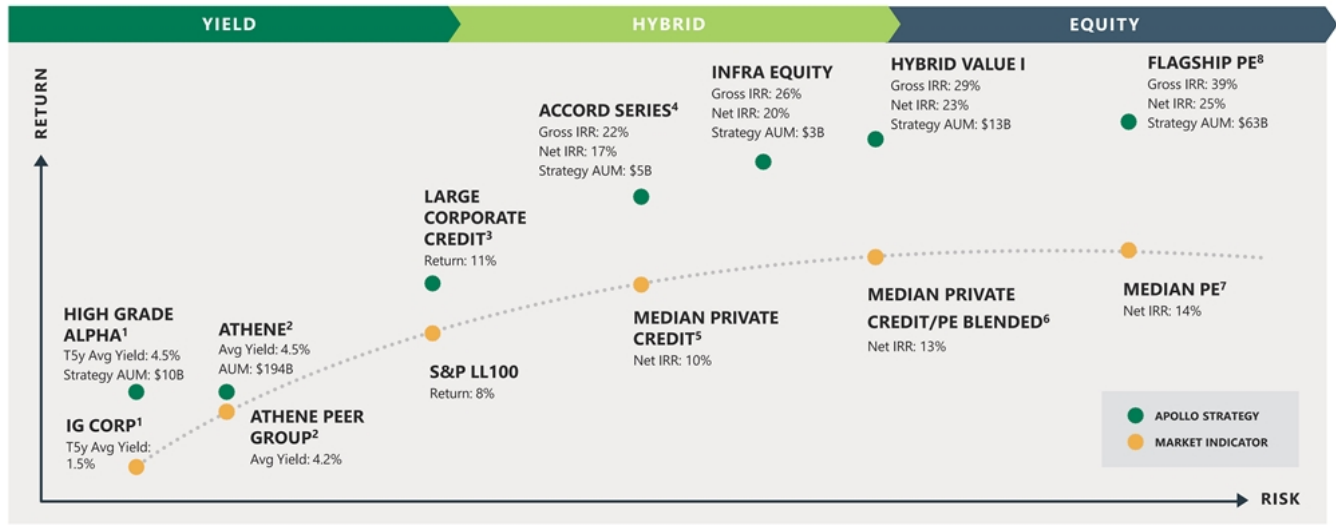 YIELD
HYBRID
EQUITY
RETURN
HIGH GRADE
ALPHA¹
T5y Avg Yield: 4.5%
Strategy AUM: $10B
IG CORP¹
T5y Avg Yield:
1.5%
ATHENE²
Avg Yield: 4.5%
AUM: $194B
ATHENE PEER
GROUP²
Avg Yield: 4.2%
LARGE
CORPORATE
CREDIT³
Return: 11%
S&P LL100
Return: 8%
ACCORD SERIES⁴
Gross IRR: 22%
Net IRR: 17%
Strategy AUM: $5B
MEDIAN PRIVATE
CREDIT⁵
Net IRR: 10%
INFRA EQUITY
Gross IRR: 26%
Net IRR: 20%
Strategy AUM: $3B
HYBRID VALUE I
Gross IRR: 29%
Net IRR: 23%
Strategy AUM: $13B
MEDIAN PRIVATE
CREDIT/PE BLENDED⁶
Net IRR: 13%
FLAGSHIP PE⁸
Gross IRR: 39%
Net IRR: 25%
Strategy AUM: $63B
MEDIAN PE⁷
Net IRR: 14%
APOLLO STRATEGY
MARKET INDICATOR
RISK